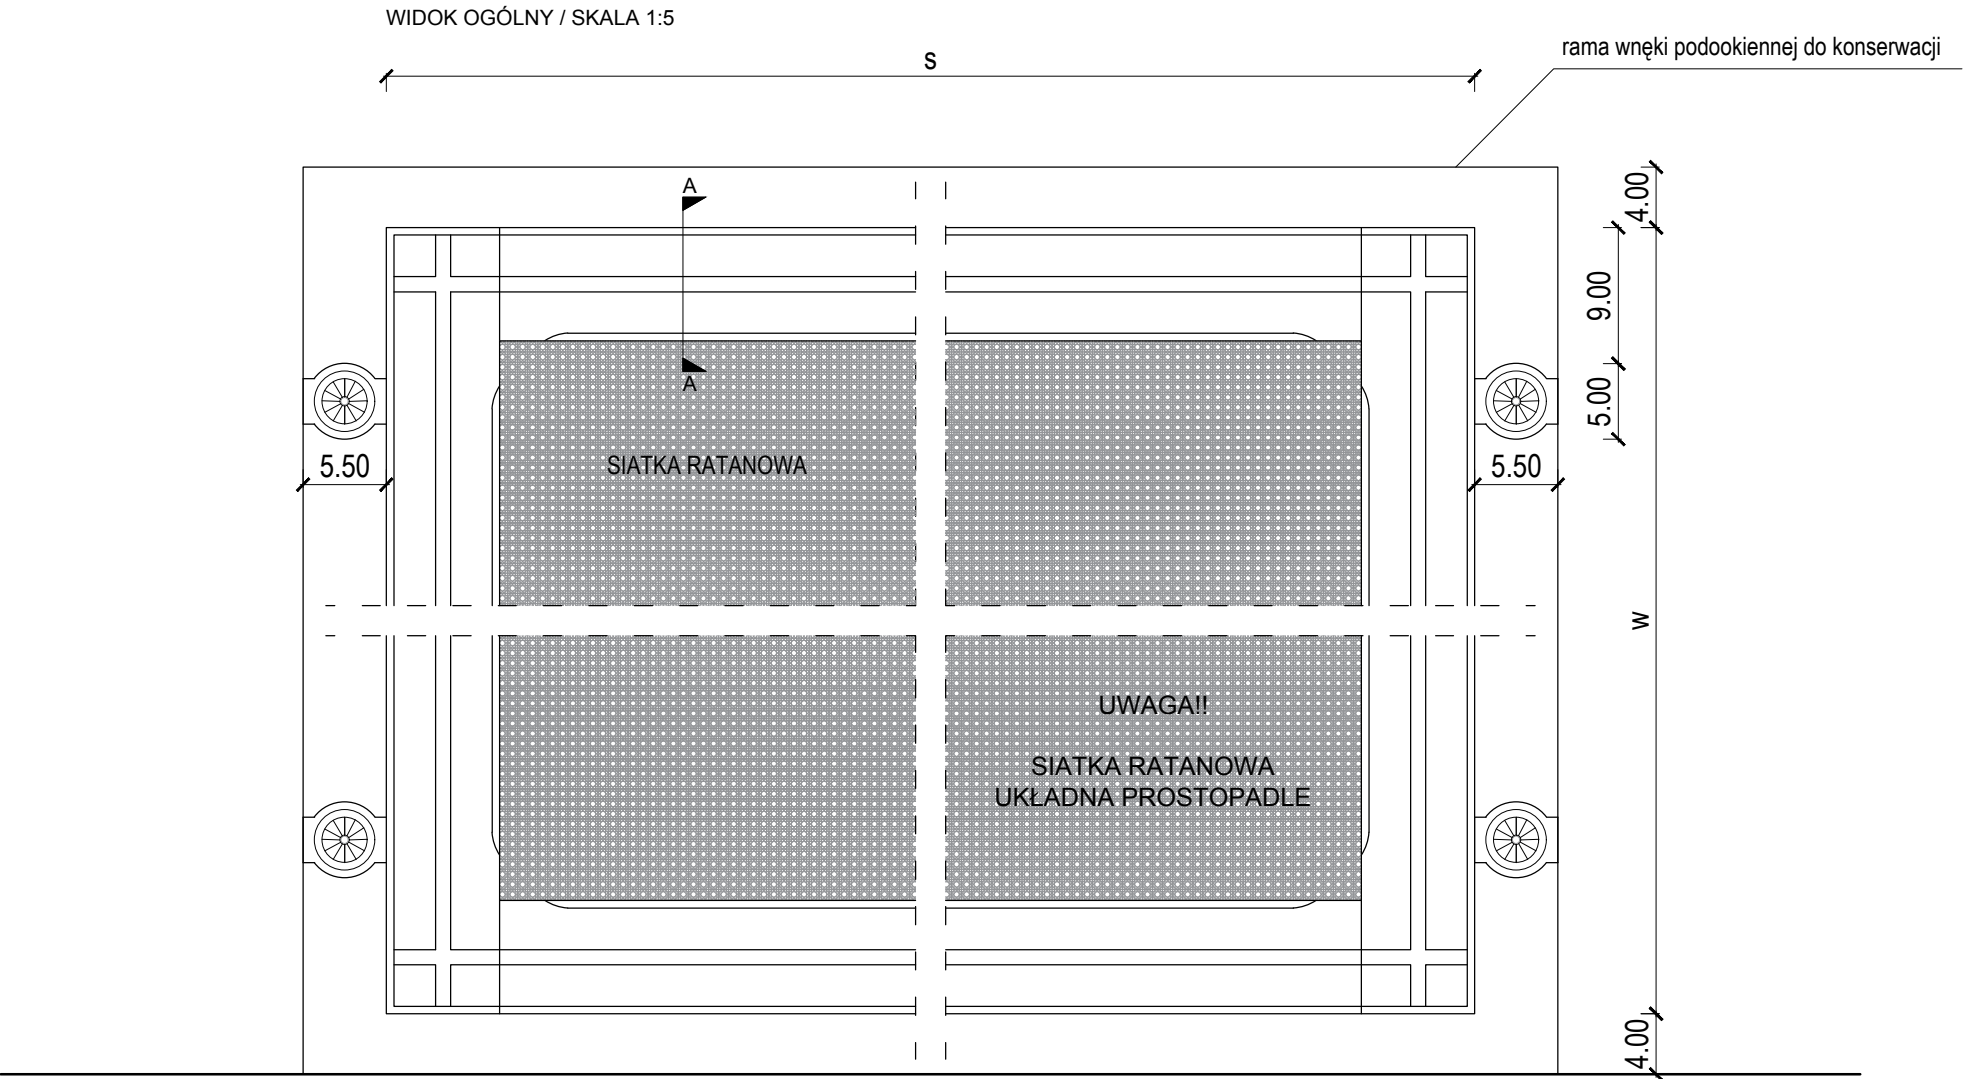 WIDOK OGÓLNY / SKALA 1:5
S
rama wnęki podookiennej do konserwacji
A
4.00
9.00
A
5.00
SIATKA RATANOWA
5.50
5.50
W
UWAGA!!
SIATKA RATANOWA
UKŁADNA PROSTOPADLE
4.00